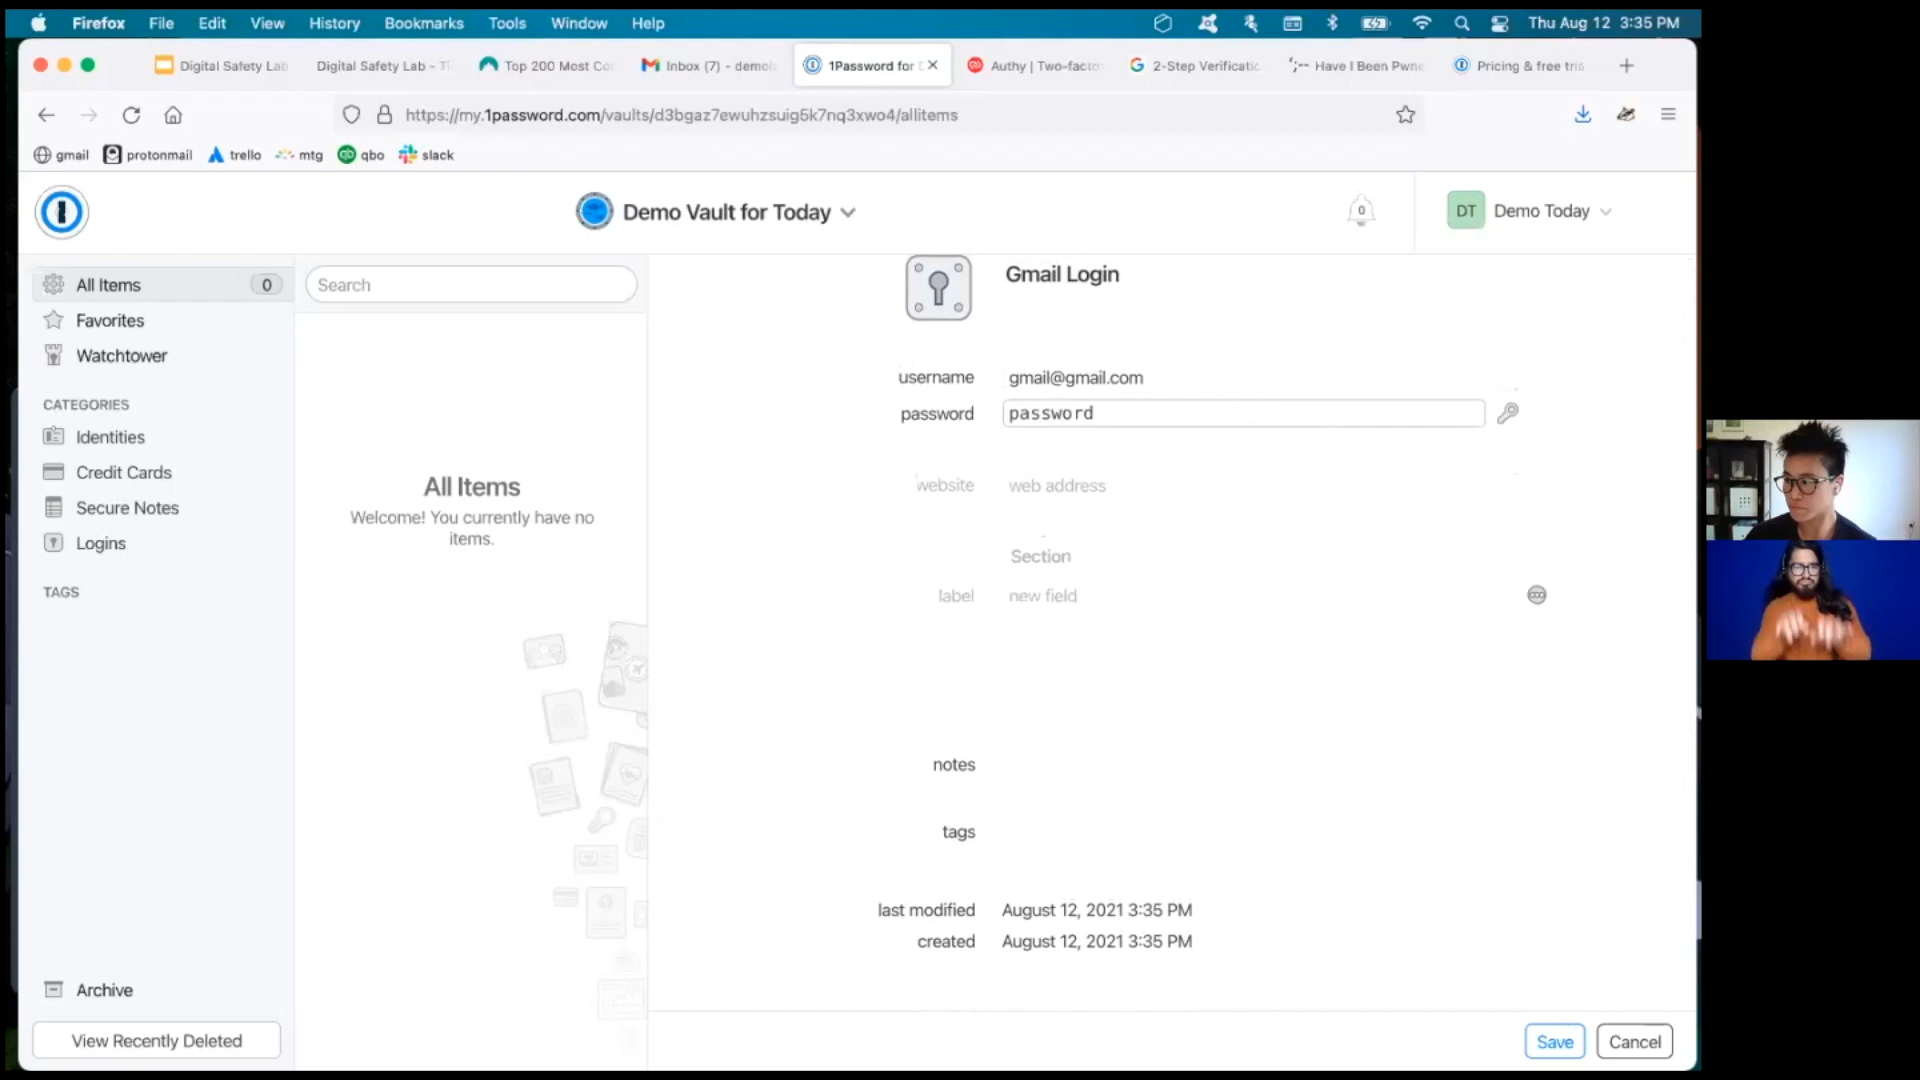 Firefox File Edit View History Bookmarks Tools Window Help Thu Aug 12 3:35 PM
Digital Safety Lab Digital Safety Lab - Ti Top 200 Most Co Inbox (7) - demola 1Password for Authy | Two-facto 2-Step Verificatic ';-- Have I Been Pwne Pricing & free tria
https://my.1password.com/vaults/d3bgaz7ewuhzsuig5k7nq3xwo4/allitems
gmail protonmail trello mtg qbo slack
Demo Vault for Today 0 DT Demo Today
All Items 0
Favorites
Watchtower
CATEGORIES
Identities
Credit Cards
Secure Notes
Logins
TAGS
Archive
View Recently Deleted
Search
All Items
Welcome! You currently have no
items.
Gmail Login
username gmail@gmail.com
password password
website web address
Section
label new field
notes
tags
last modified August 12, 2021 3:35 PM
created August 12, 2021 3:35 PM
Save Cancel